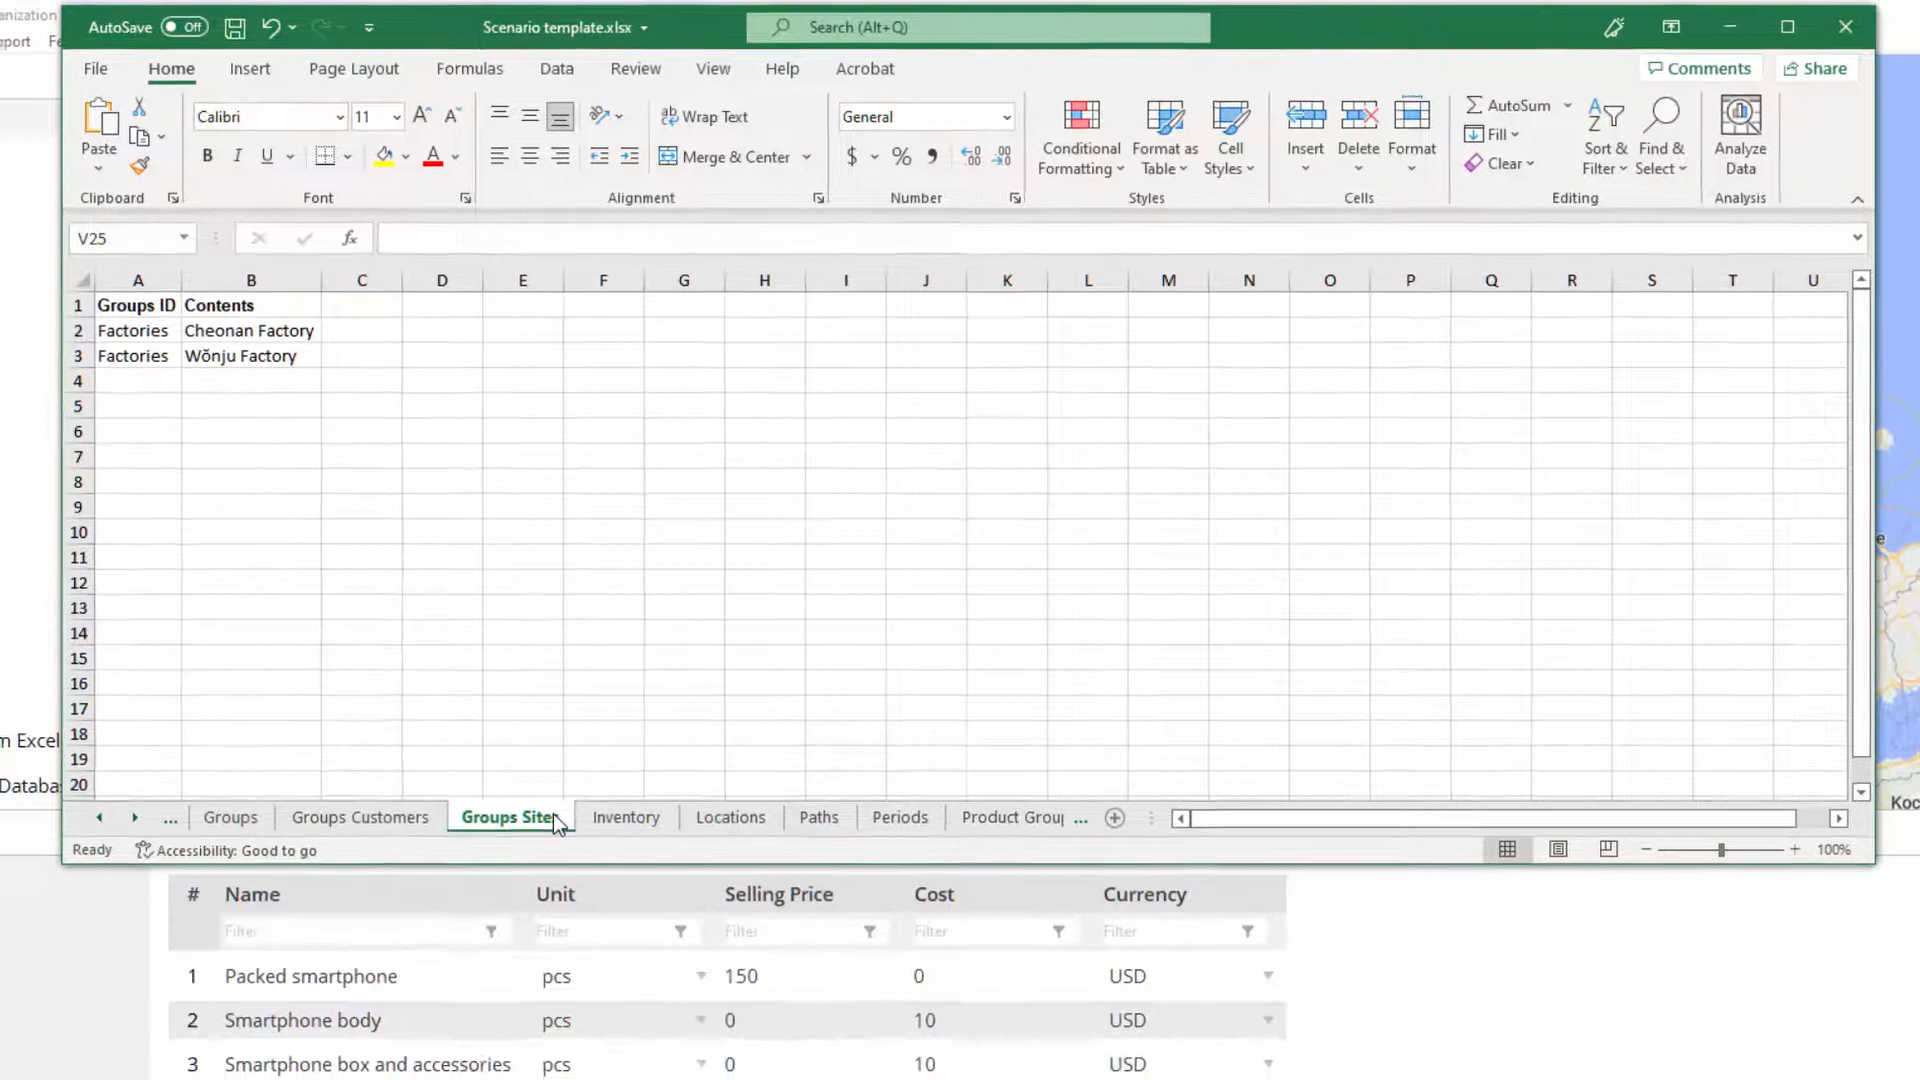 anization
AutoSave Off
Scenario template.xlsx
Search (Alt+Q)
port
File Home Insert Page Layout Formulas Data Review View Help Acrobat
Comments Share
Calibri 11
Wrap Text
General
AutoSum
Fill
Clear
Paste
B I U
Merge & Center
$ %
Conditional Formatting
Format as Table
Cell Styles
Insert
Delete
Format
Sort & Filter
Find & Select
Analyze Data
Clipboard Font Alignment Number Styles Cells Editing Analysis
V25
fx
A B C D E F G H I J K L M N O P Q R S T U
1 Groups ID Contents
2 Factories Cheonan Factory
3 Factories Wŏnju Factory
4
5
6
7
8
9
10
11
12
13
14
15
16
17
18
19
20
n Excel
Databa
Koc
... Groups Groups Customers Groups Sites Inventory Locations Paths Periods Product Grou ...
Ready Accessibility: Good to go
100%
# Name Unit Selling Price Cost Currency
Filter Filter Filter Filter Filter
1 Packed smartphone pcs 150 0 USD
2 Smartphone body pcs 0 10 USD
3 Smartphone box and accessories pcs 0 10 USD